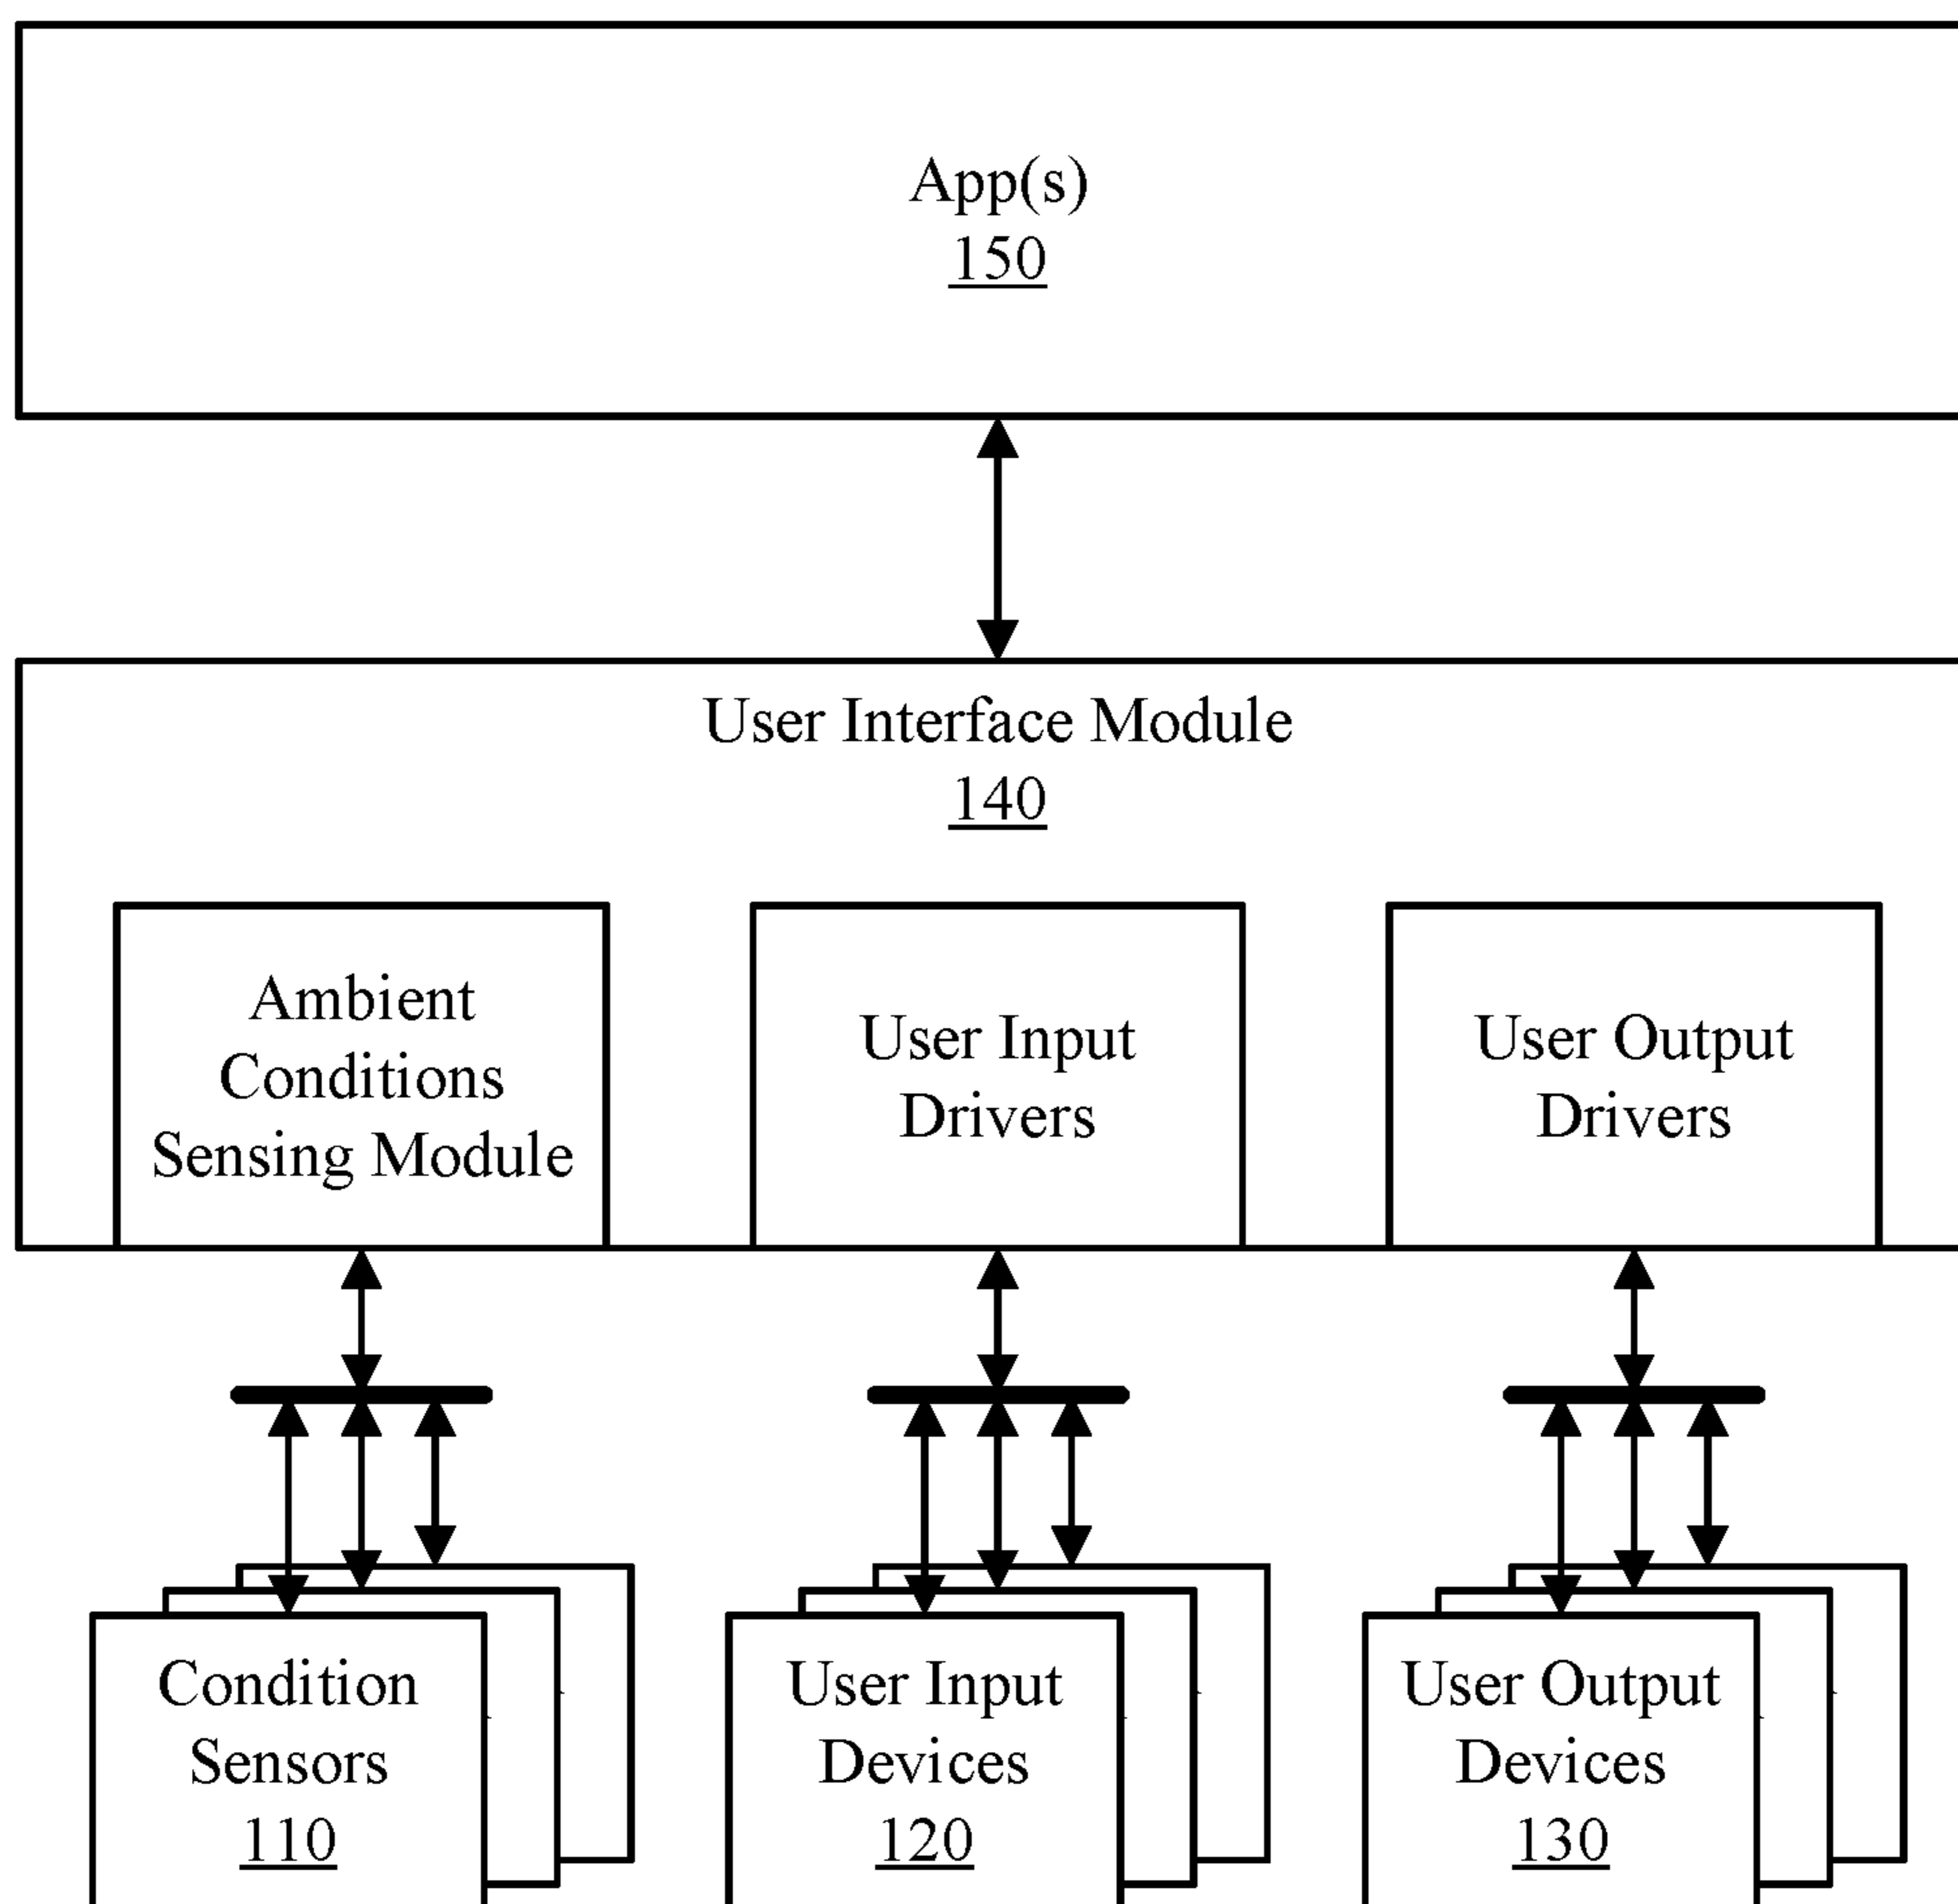 App(s)
150
User Interface Module
140
Ambient
Conditions
Sensing Module
User Input
Drivers
User Output
Drivers
Condition
Sensors
110
User Input
Devices
120
User Output
Devices
130